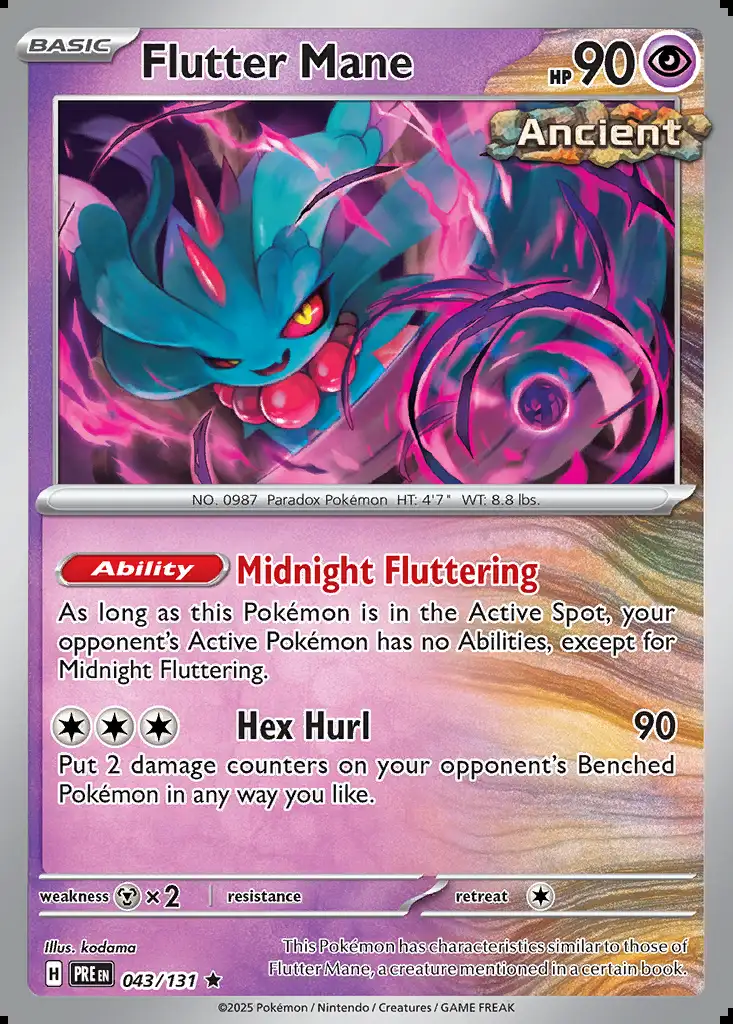 BASIC
Flutter Mane
HP 90
Ancient
NO. 0987 Paradox Pokémon HT: 4'7" WT: 8.8 lbs.
Ability Midnight Fluttering
As long as this Pokémon is in the Active Spot, your
opponent's Active Pokémon has no Abilities, except for
Midnight Fluttering.
Hex Hurl 90
Put 2 damage counters on your opponent's Benched
Pokémon in any way you like.
weakness ×2 resistance retreat
Illus. kodama
This Pokémon has characteristics similar to those of
Flutter Mane, a creature mentioned in a certain book.
H PRE EN 043/131 ★
©2025 Pokémon / Nintendo / Creatures / GAME FREAK